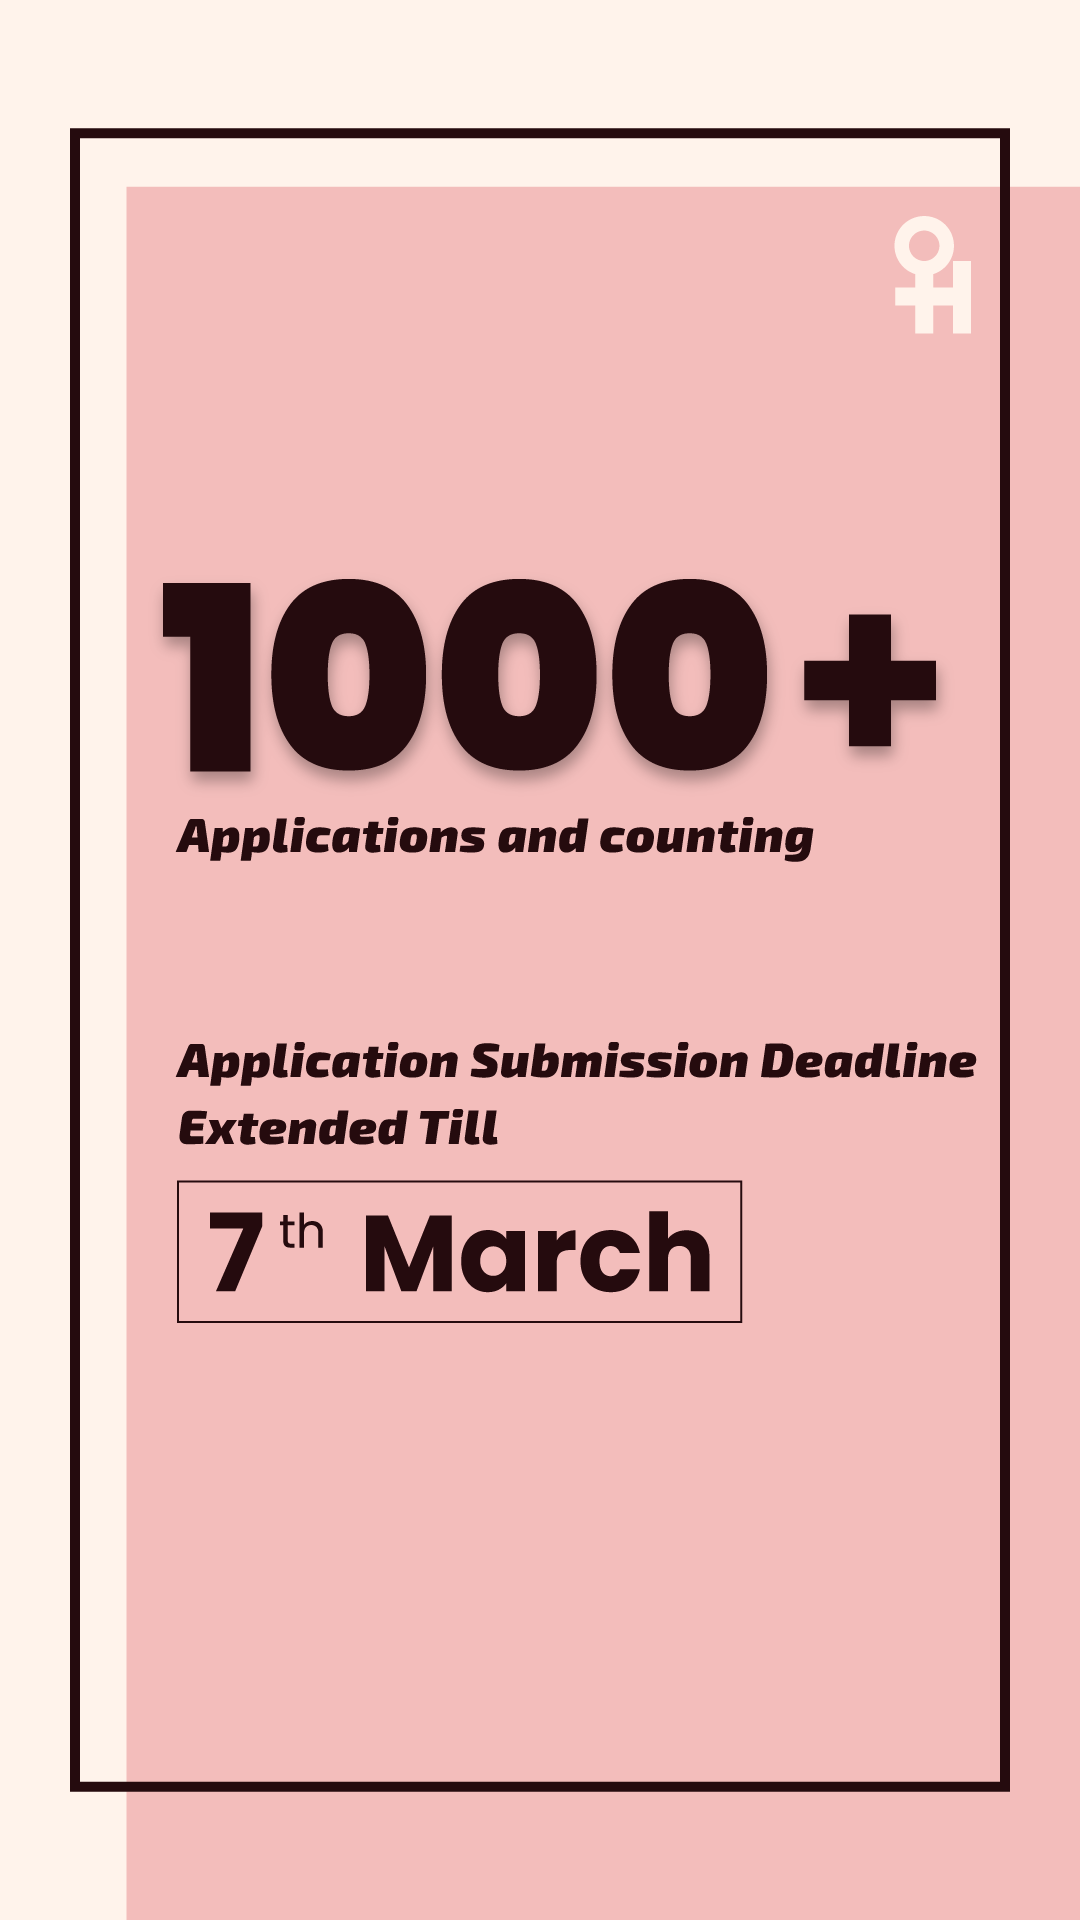 1000+
Applications and counting
Application Submission Deadline
Extended Till
7th March